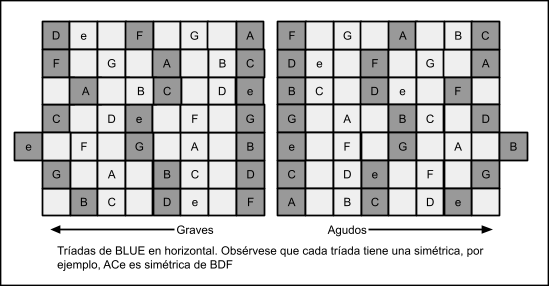 D e F G A F G A B C
F G A B C D e F G A
A B C D e B C D e F
C D e F G G A B C D
e F G A B e F G A B
G A B C D C D e F G
B C D e F A B C D e
Graves Agudos
Tríadas de BLUE en horizontal. Obsérvese que cada tríada tiene una simétrica, por
ejemplo, ACe es simétrica de BDF